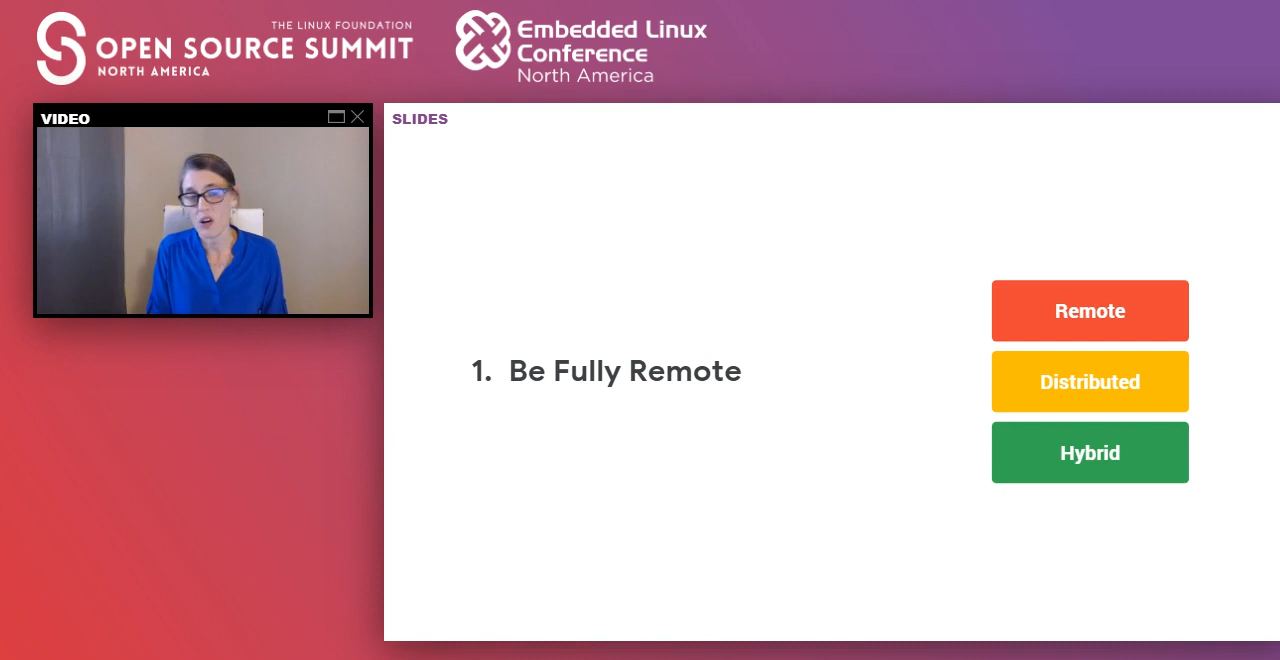 THE LINUX FOUNDATION
OPEN SOURCE SUMMIT
NORTH AMERICA
Embedded Linux
Conference
North America
VIDEO
SLIDES
1. Be Fully Remote
Remote
Distributed
Hybrid